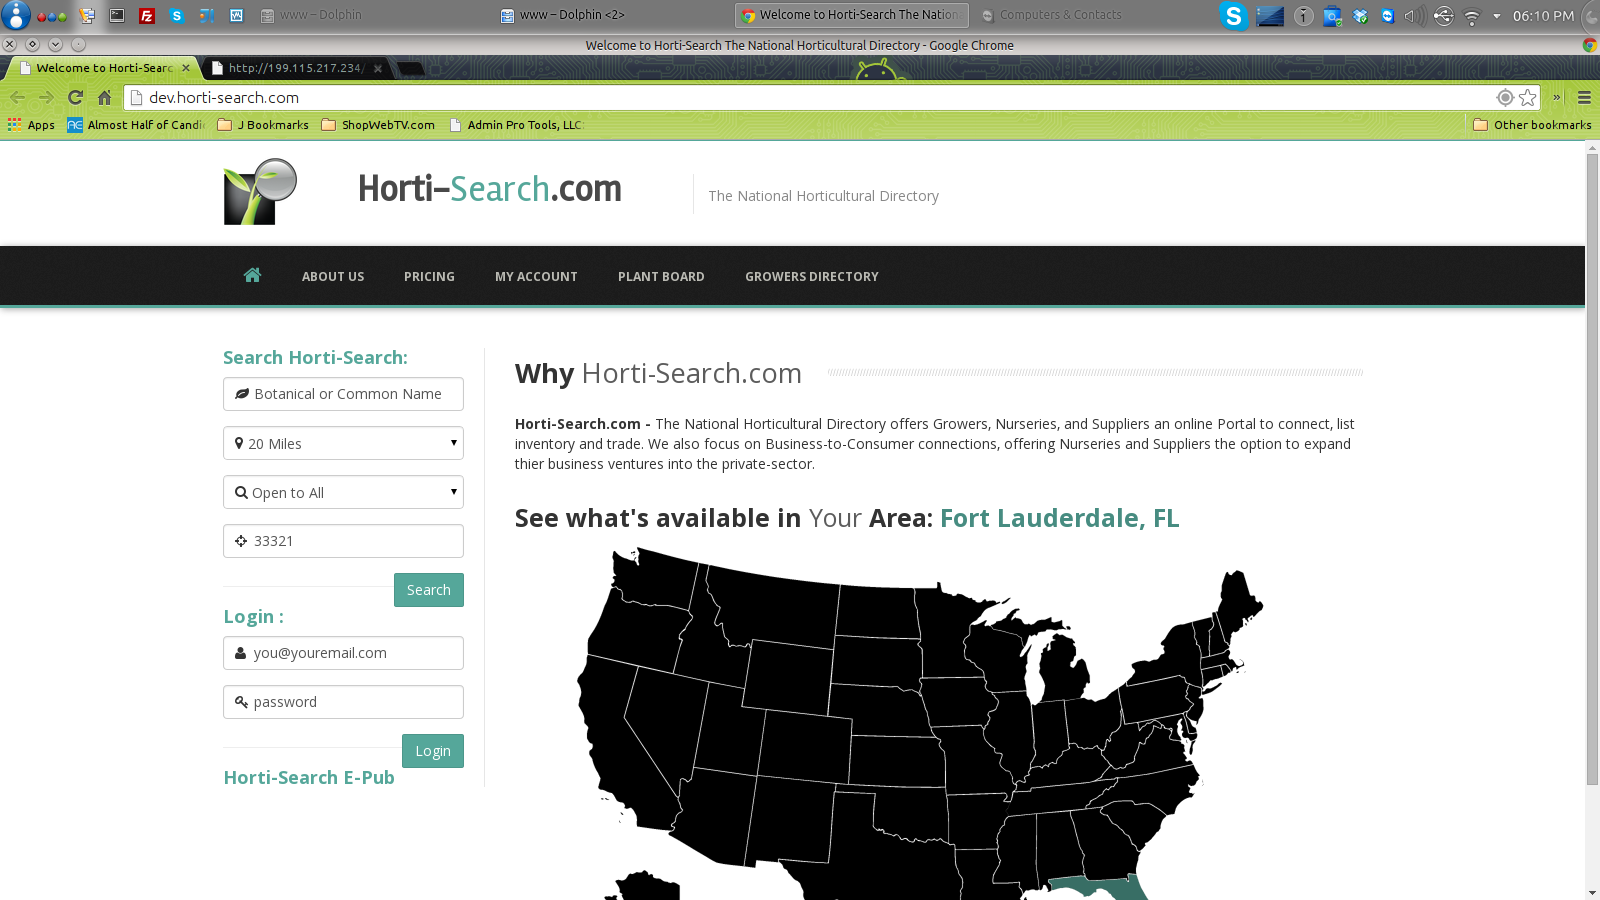 www – Dolphin
www – Dolphin <2>
Welcome to Horti-Search The Nationa
Computers & Contacts
06:10 PM
Welcome to Horti-Search The National Horticultural Directory - Google Chrome
Welcome to Horti-Searc
http://199.115.217.234/
dev.horti-search.com
Apps
Almost Half of Candi
J Bookmarks
ShopWebTV.com
Admin Pro Tools, LLC
Other bookmarks
Horti-Search.com
The National Horticultural Directory
ABOUT US
PRICING
MY ACCOUNT
PLANT BOARD
GROWERS DIRECTORY
Search Horti-Search:
Botanical or Common Name
20 Miles
Open to All
33321
Search
Login :
you@youremail.com
password
Login
Horti-Search E-Pub
Why Horti-Search.com
Horti-Search.com - The National Horticultural Directory offers Growers, Nurseries, and Suppliers an online Portal to connect, list
inventory and trade. We also focus on Business-to-Consumer connections, offering Nurseries and Suppliers the option to expand
thier business ventures into the private-sector.
See what's available in Your Area: Fort Lauderdale, FL